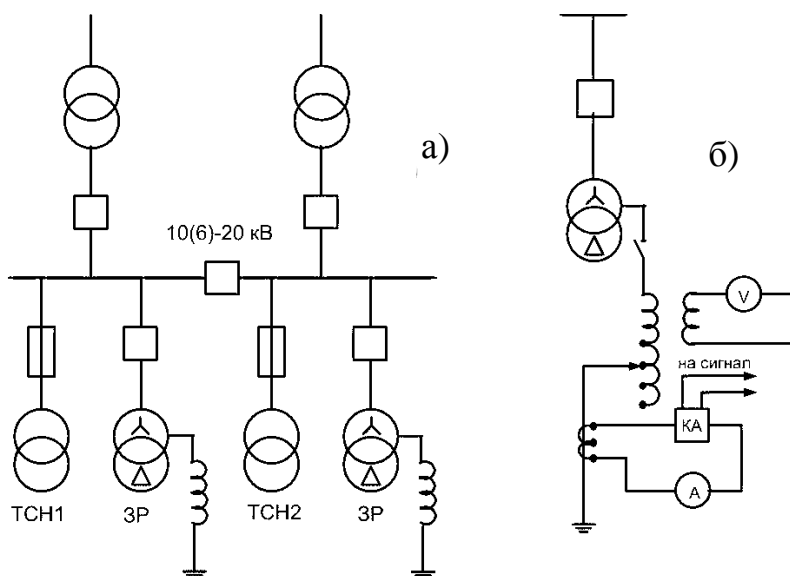 а)
10(6)-20 кВ
ТСН1
ЗР
ТСН2
ЗР
б)
V
на сигнал
КА
А